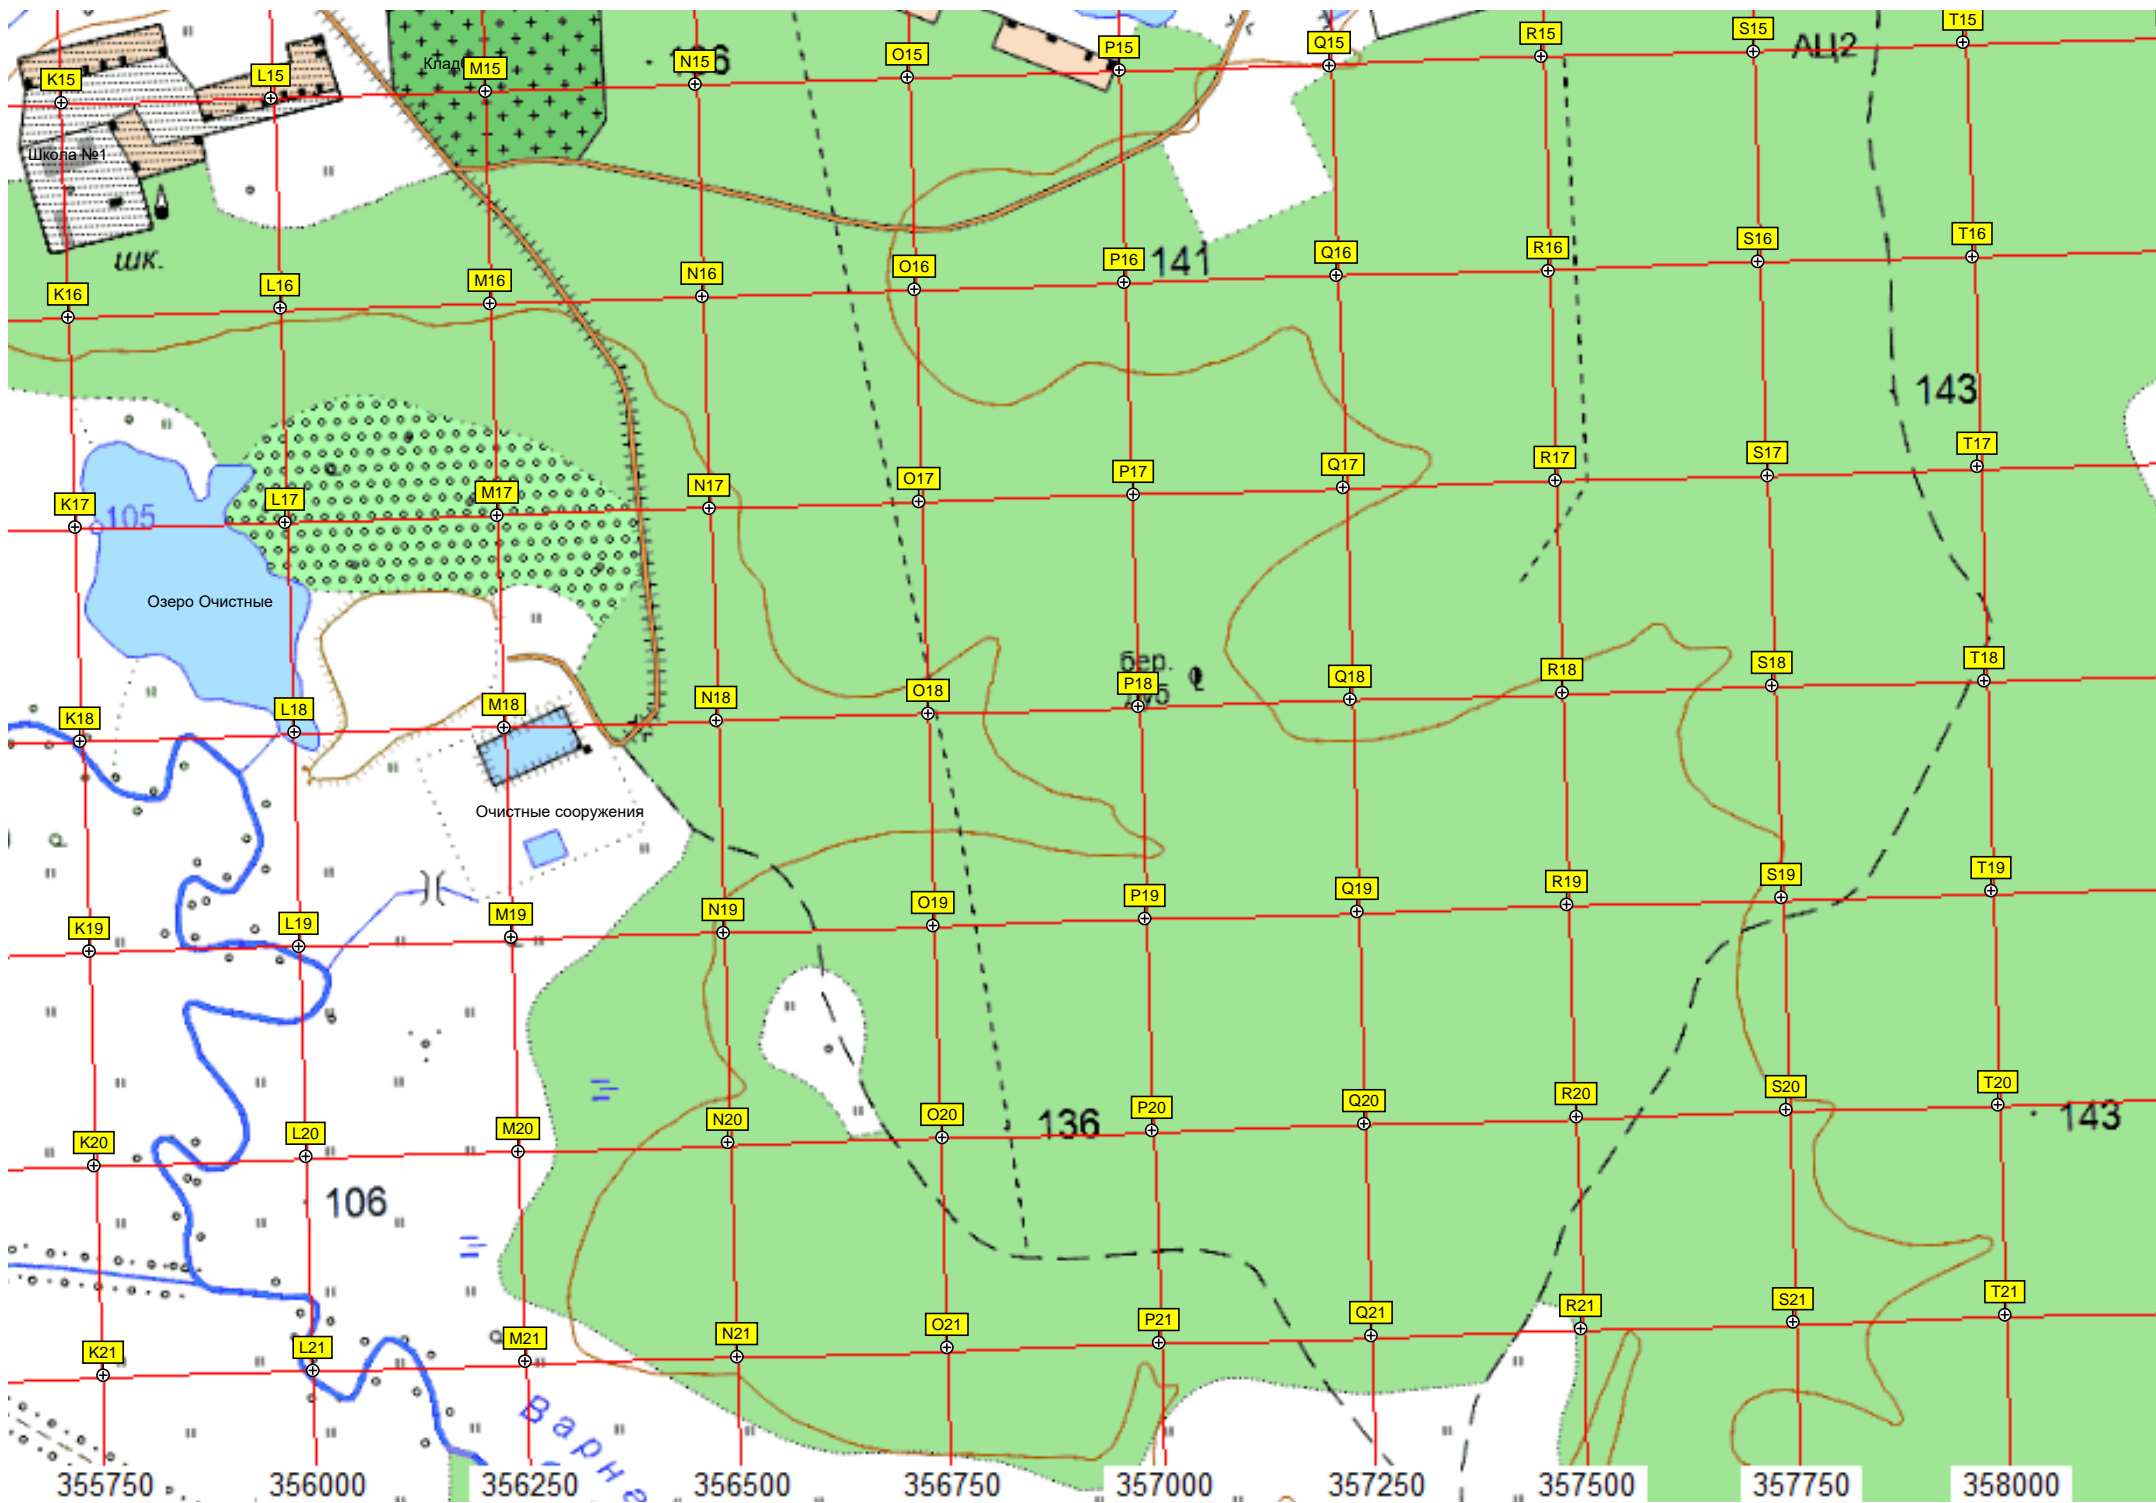 K15 L15 M15 N15 O15 P15 Q15 R15 S15 T15
АЦ2
Школа №1
шк.
141
K16 L16 M16 N16 O16 P16 Q16 R16 S16 T16
143
K17 L17 M17 N17 O17 P17 Q17 R17 S17 T17
105
Озеро Очистные
бер.
K18 L18 M18 N18 O18 P18 Q18 R18 S18 T18
Очистные сооружения
K19 L19 M19 N19 O19 P19 Q19 R19 S19 T19
K20 L20 M20 N20 O20 P20 Q20 R20 S20 T20
136
143
106
K21 L21 M21 N21 O21 P21 Q21 R21 S21 T21
Варна
355750 356000 356250 356500 356750 357000 357250 357500 357750 358000